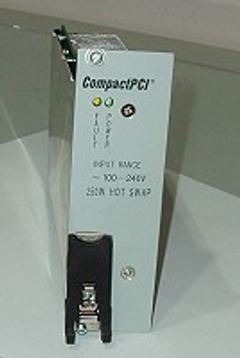 CompactPCI®
FAULT POWER
INPUT RANGE
~ 100-240V
250W HOT SWAP